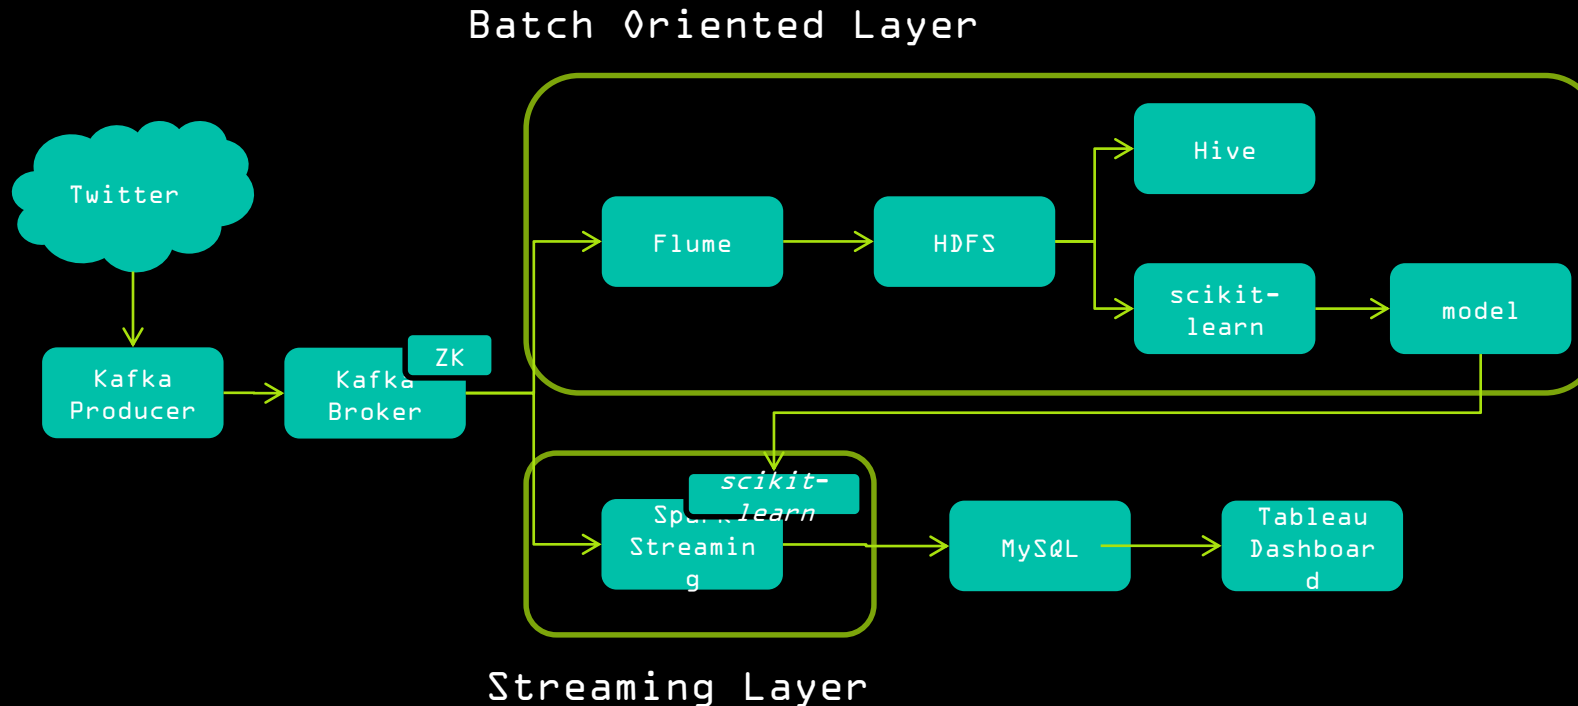 Batch Oriented Layer
Twitter
Hive
Flume
HDFS
scikit-
learn
model
ZK
Kafka
Producer
Kafka
Broker
scikit-
learn
Spark
Streamin
g
MySQL
Tableau
Dashboar
d
Streaming Layer